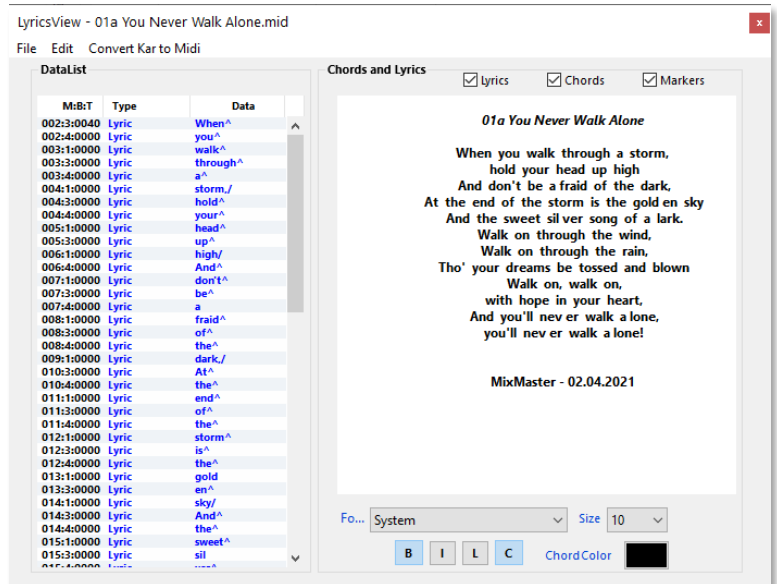 LyricsView - 01a You Never Walk Alone.mid
x
File Edit Convert Kar to Midi
DataList
M:B:T Type Data
002:3:0040 Lyric When^
002:4:0000 Lyric you^
003:1:0000 Lyric walk^
003:3:0000 Lyric through^
003:4:0000 Lyric a^
004:1:0000 Lyric storm,/
004:3:0000 Lyric hold^
004:4:0000 Lyric your^
005:1:0000 Lyric head^
005:3:0000 Lyric up^
006:1:0000 Lyric high/
006:4:0000 Lyric And^
007:1:0000 Lyric don't^
007:3:0000 Lyric be^
007:4:0000 Lyric a
008:1:0000 Lyric fraid^
008:3:0000 Lyric of^
008:4:0000 Lyric the^
009:1:0000 Lyric dark,/
010:3:0000 Lyric At^
010:4:0000 Lyric the^
011:1:0000 Lyric end^
011:3:0000 Lyric of^
011:4:0000 Lyric the^
012:1:0000 Lyric storm^
012:3:0000 Lyric is^
012:4:0000 Lyric the^
013:1:0000 Lyric gold
013:3:0000 Lyric en^
014:1:0000 Lyric sky/
014:3:0000 Lyric And^
014:4:0000 Lyric the^
015:1:0000 Lyric sweet^
015:3:0000 Lyric sil
Chords and Lyrics
Lyrics Chords Markers
01a You Never Walk Alone
When you walk through a storm,
hold your head up high
And don't be a fraid of the dark,
At the end of the storm is the gold en sky
And the sweet sil ver song of a lark.
Walk on through the wind,
Walk on through the rain,
Tho' your dreams be tossed and blown
Walk on, walk on,
with hope in your heart,
And you'll nev er walk a lone,
you'll nev er walk a lone!
MixMaster - 02.04.2021
Fo... System Size 10
B I L C ChordColor